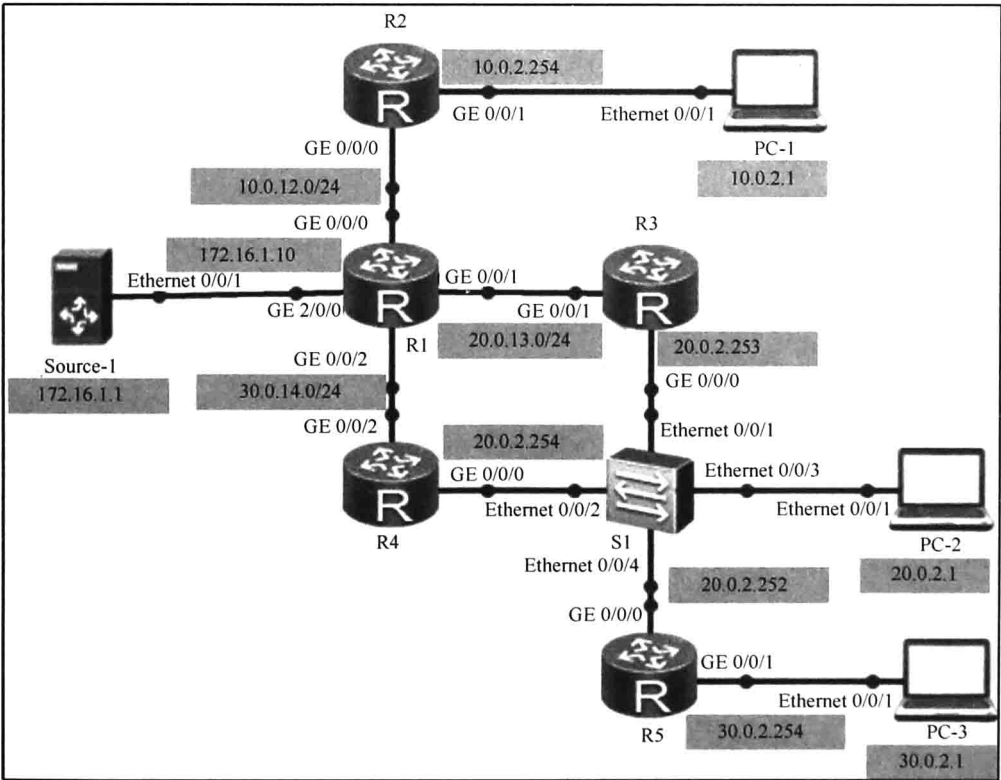 R2
10.0.2.254
R
GE 0/0/1
Ethernet 0/0/1
GE 0/0/0
PC-1
10.0.12.0/24
10.0.2.1
GE 0/0/0
R3
172.16.1.10
Ethernet 0/0/1
GE 0/0/1
R
R
GE 2/0/0
GE 0/0/1
R1
20.0.13.0/24
20.0.2.253
Source-1
GE 0/0/2
GE 0/0/0
172.16.1.1
30.0.14.0/24
GE 0/0/2
20.0.2.254
Ethernet 0/0/1
GE 0/0/0
Ethernet 0/0/3
R
Ethernet 0/0/2
Ethernet 0/0/1
R4
S1
PC-2
Ethernet 0/0/4
20.0.2.252
20.0.2.1
GE 0/0/0
GE 0/0/1
R
Ethernet 0/0/1
R5
30.0.2.254
PC-3
30.0.2.1